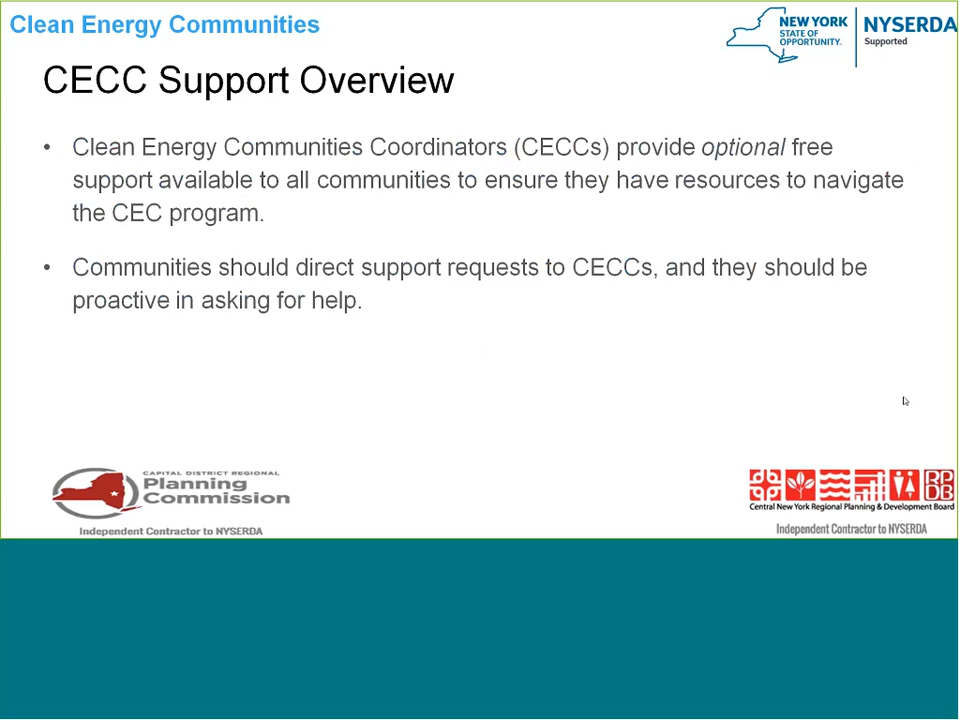 Clean Energy Communities
NEW YORK
STATE OF
OPPORTUNITY.
NYSERDA
Supported
CECC Support Overview
• Clean Energy Communities Coordinators (CECCs) provide optional free
support available to all communities to ensure they have resources to navigate
the CEC program.
• Communities should direct support requests to CECCs, and they should be
proactive in asking for help.
CAPITAL DISTRICT REGIONAL
Planning
Commission
Independent Contractor to NYSERDA
RP
DB
Central New York Regional Planning & Development Board
Independent Contractor to NYSERDA